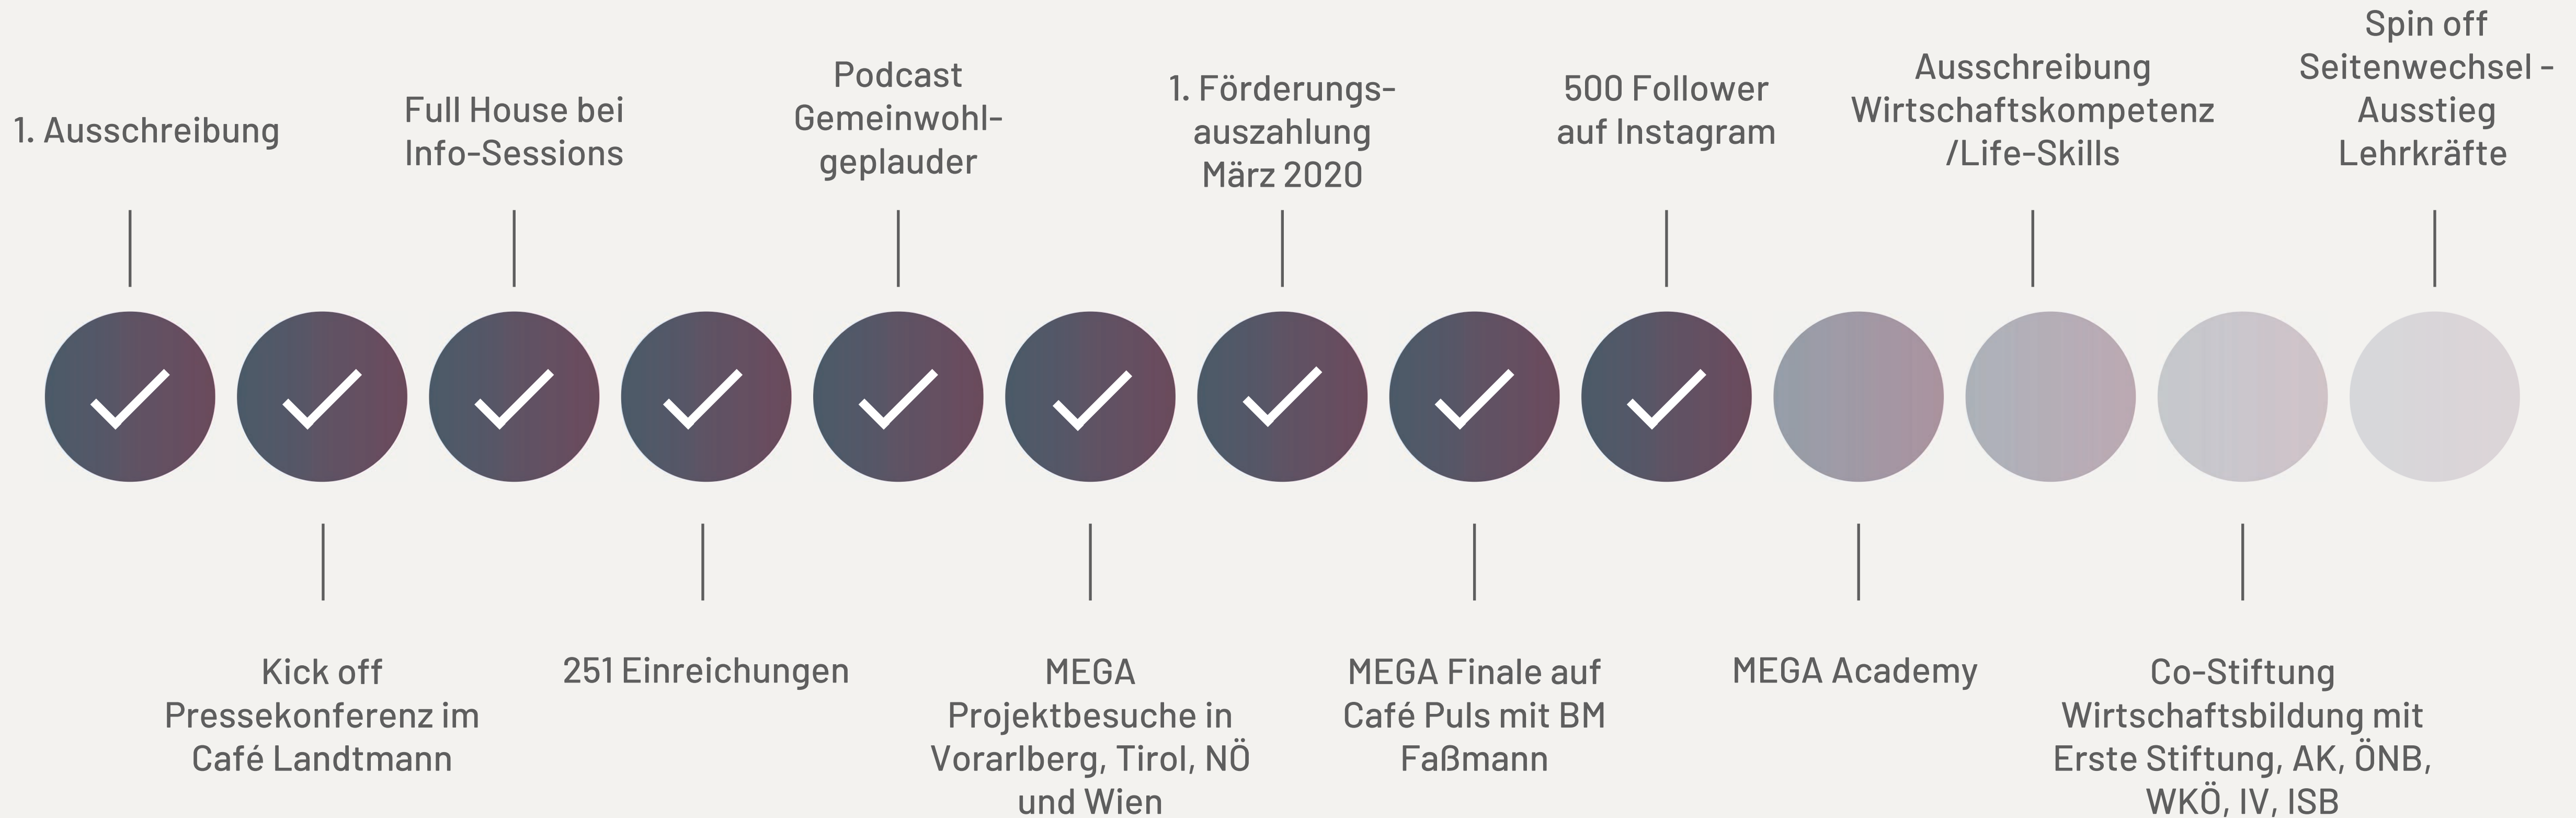 1. Ausschreibung
Kick off
Pressekonferenz im
Café Landtmann
Full House bei
Info-Sessions
251 Einreichungen
Podcast
Gemeinwohl-
geplauder
MEGA
Projektbesuche in
Vorarlberg, Tirol, NÖ
und Wien
1. Förderungs-
auszahlung
März 2020
MEGA Finale auf
Café Puls mit BM
Faßmann
500 Follower
auf Instagram
MEGA Academy
Ausschreibung
Wirtschaftskompetenz
/Life-Skills
Co-Stiftung
Wirtschaftsbildung mit
Erste Stiftung, AK, ÖNB,
WKÖ, IV, ISB
Spin off
Seitenwechsel -
Ausstieg
Lehrkräfte